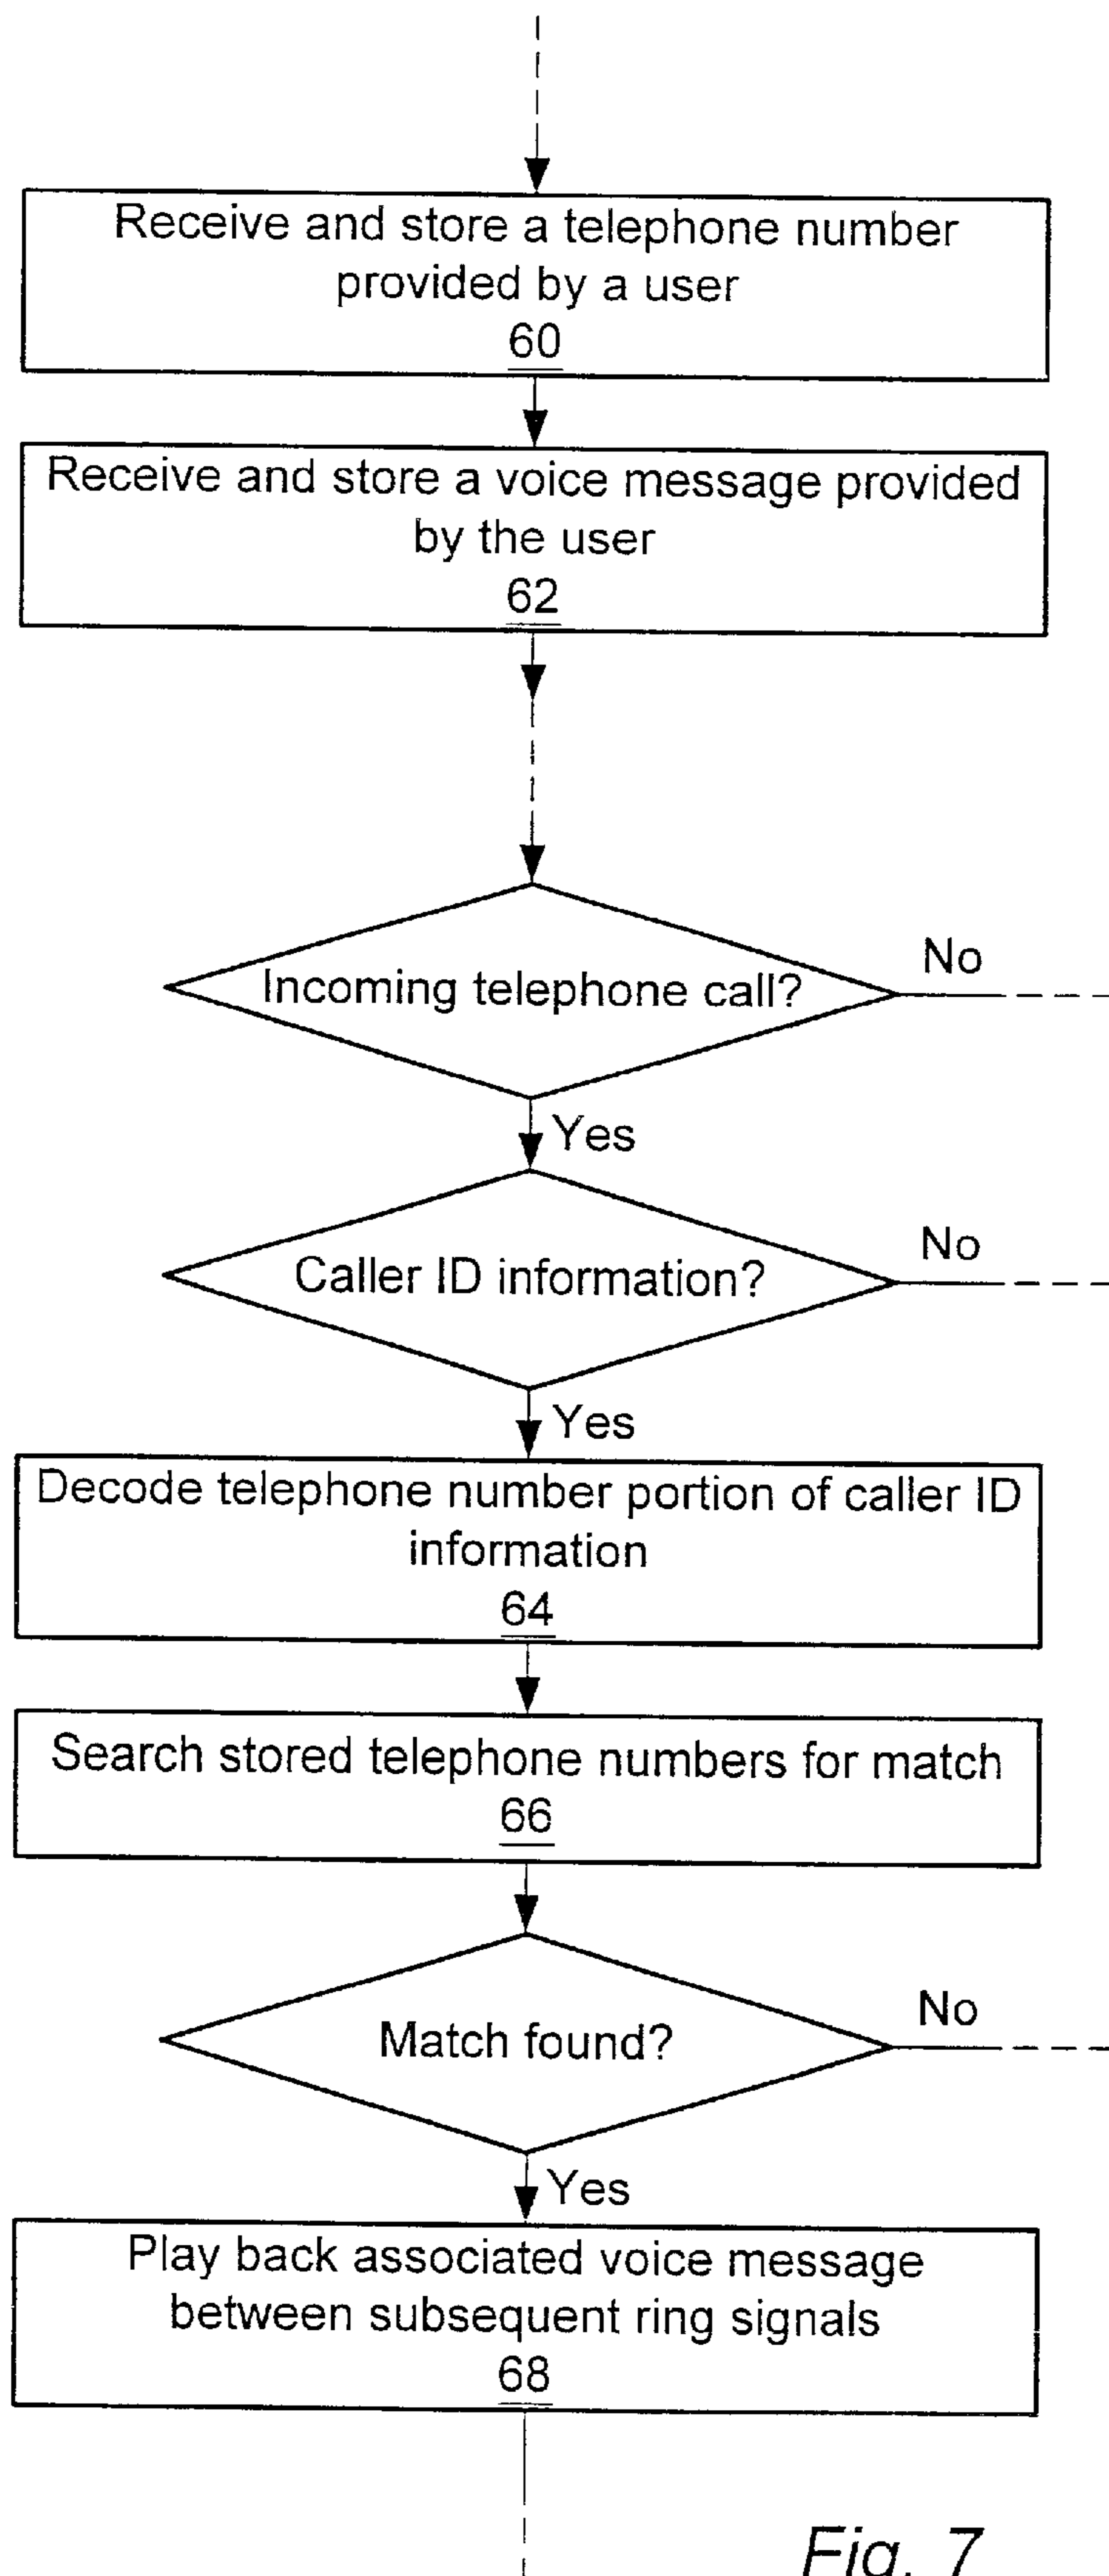 Receive and store a telephone number
provided by a user
60
Receive and store a voice message provided
by the user
62
Incoming telephone call?
No
Yes
Caller ID information?
No
Yes
Decode telephone number portion of caller ID
information
64
Search stored telephone numbers for match
66
Match found?
No
Yes
Play back associated voice message
between subsequent ring signals
68
Fig. 7